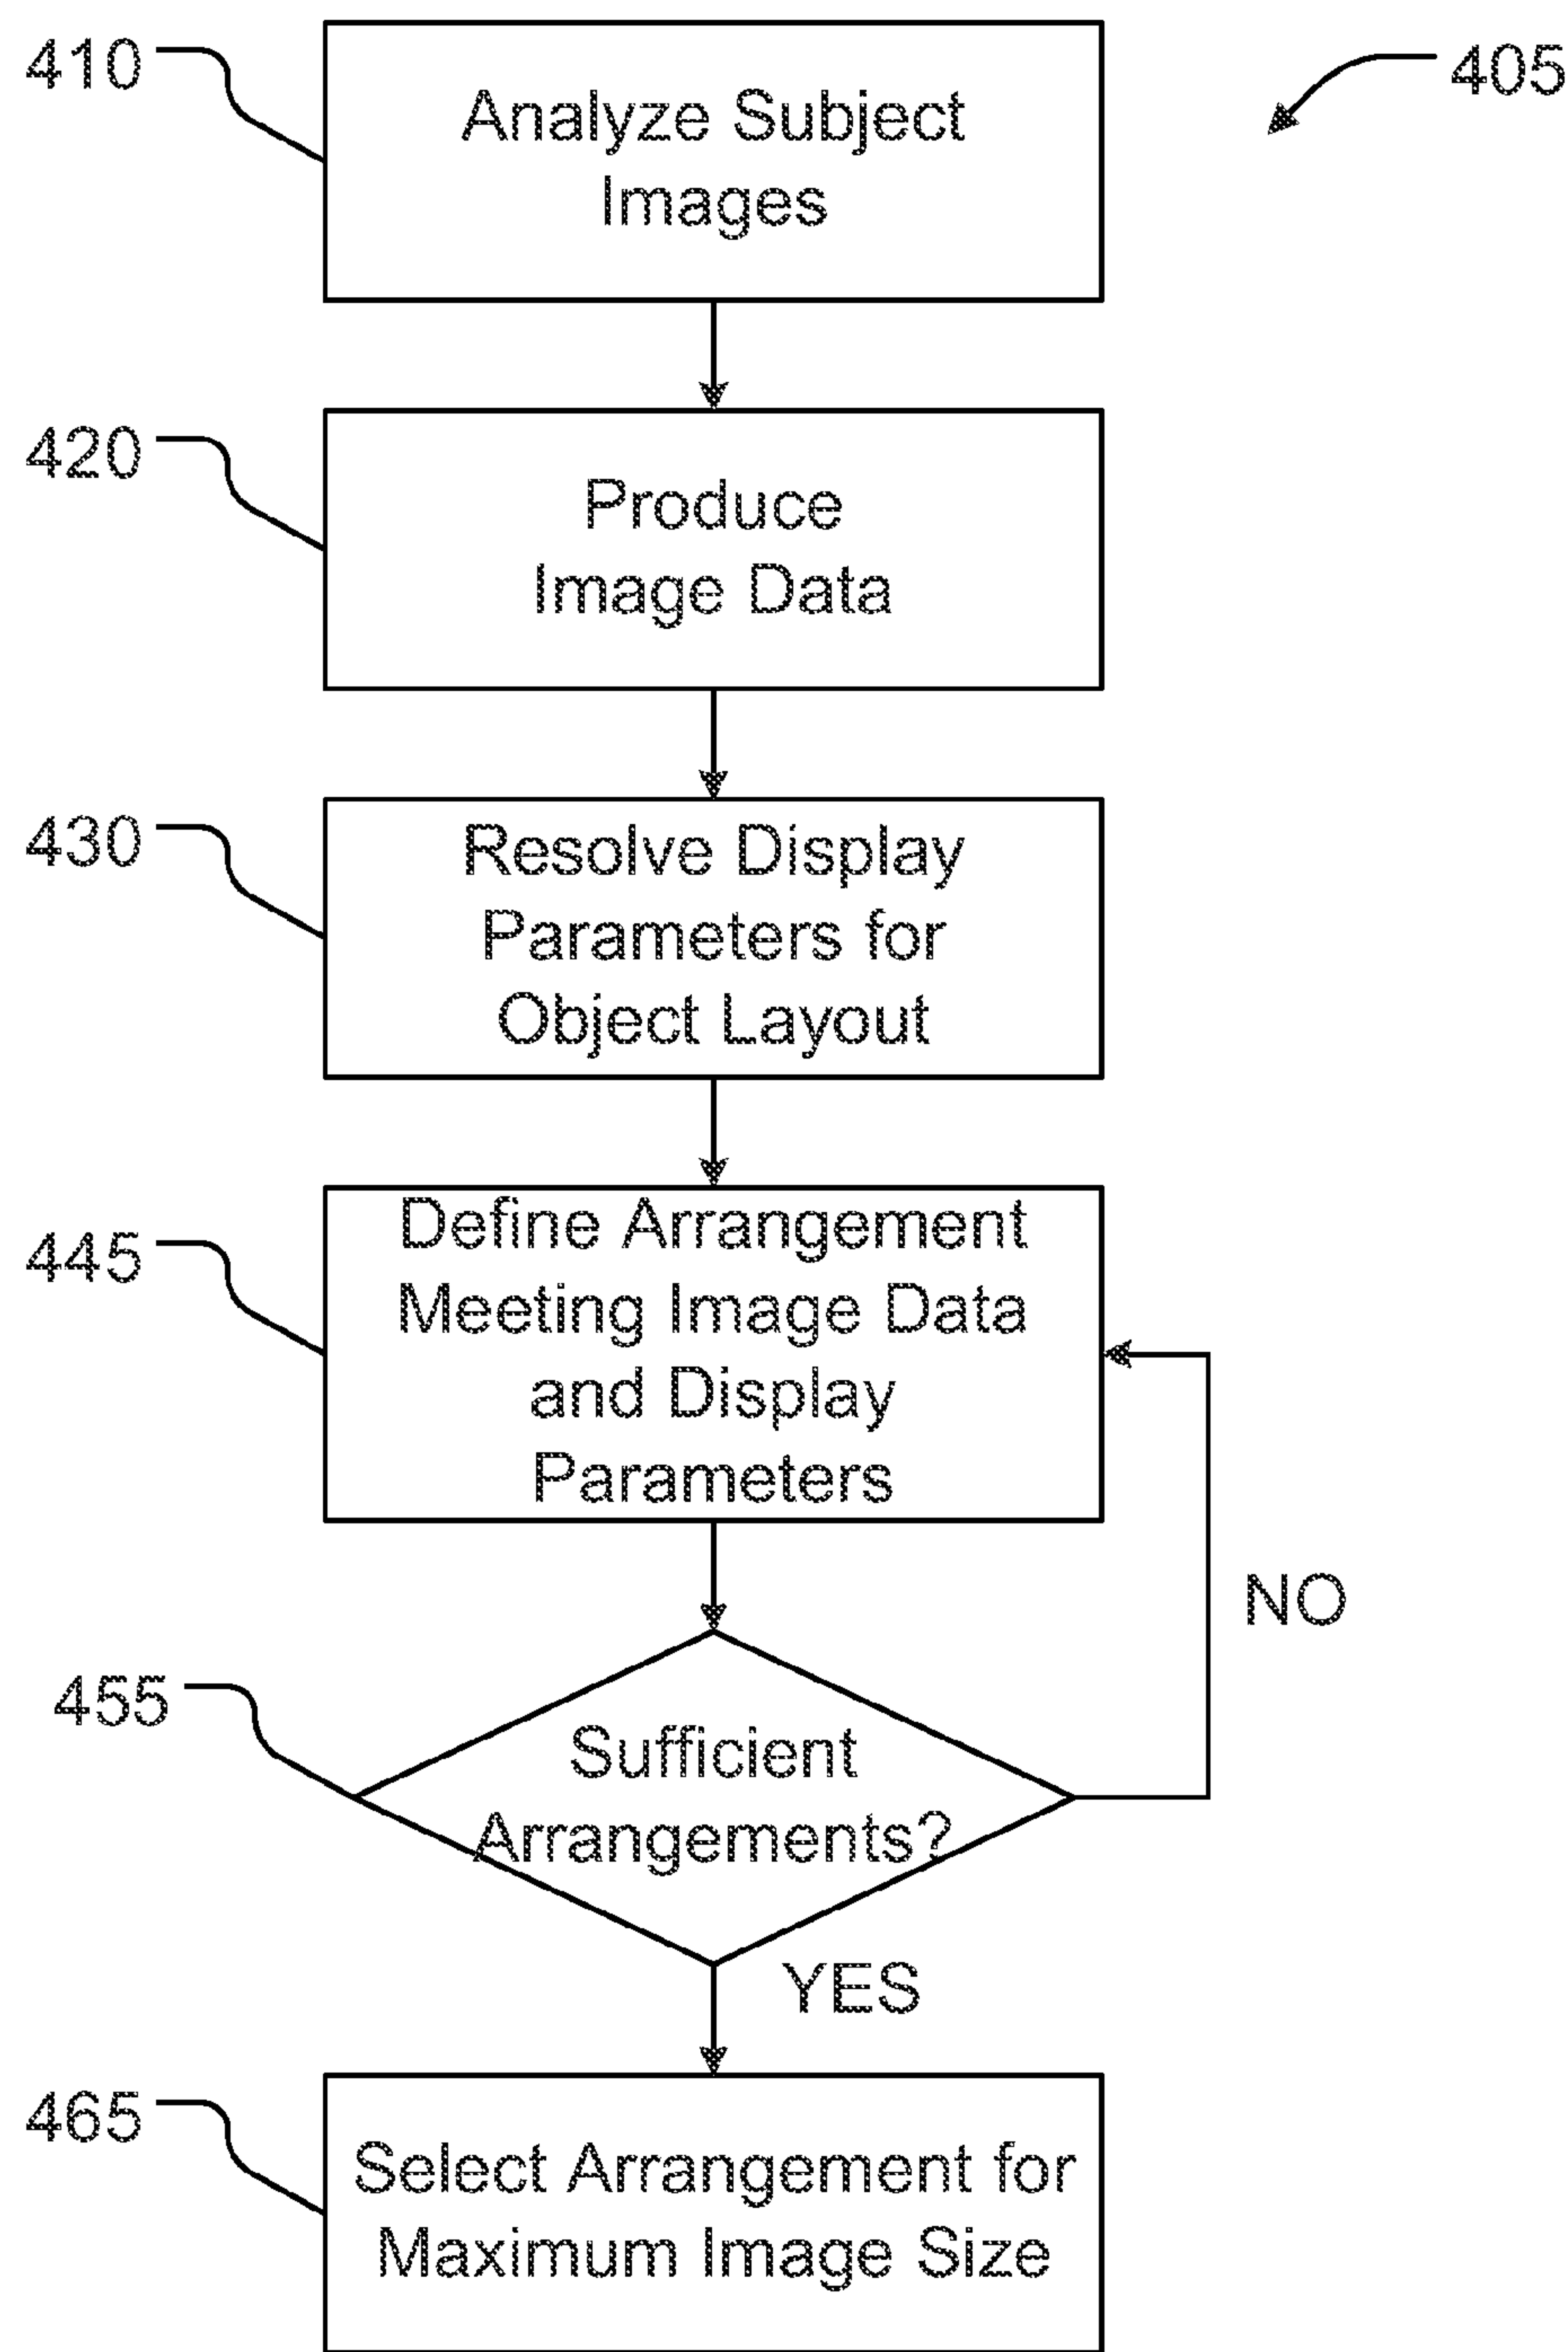 410
Analyze Subject
Images
405
420
Produce
Image Data
430
Resolve Display
Parameters for
Object Layout
445
Define Arrangement
Meeting Image Data
and Display
Parameters
NO
455
Sufficient
Arrangements?
YES
465
Select Arrangement for
Maximum Image Size